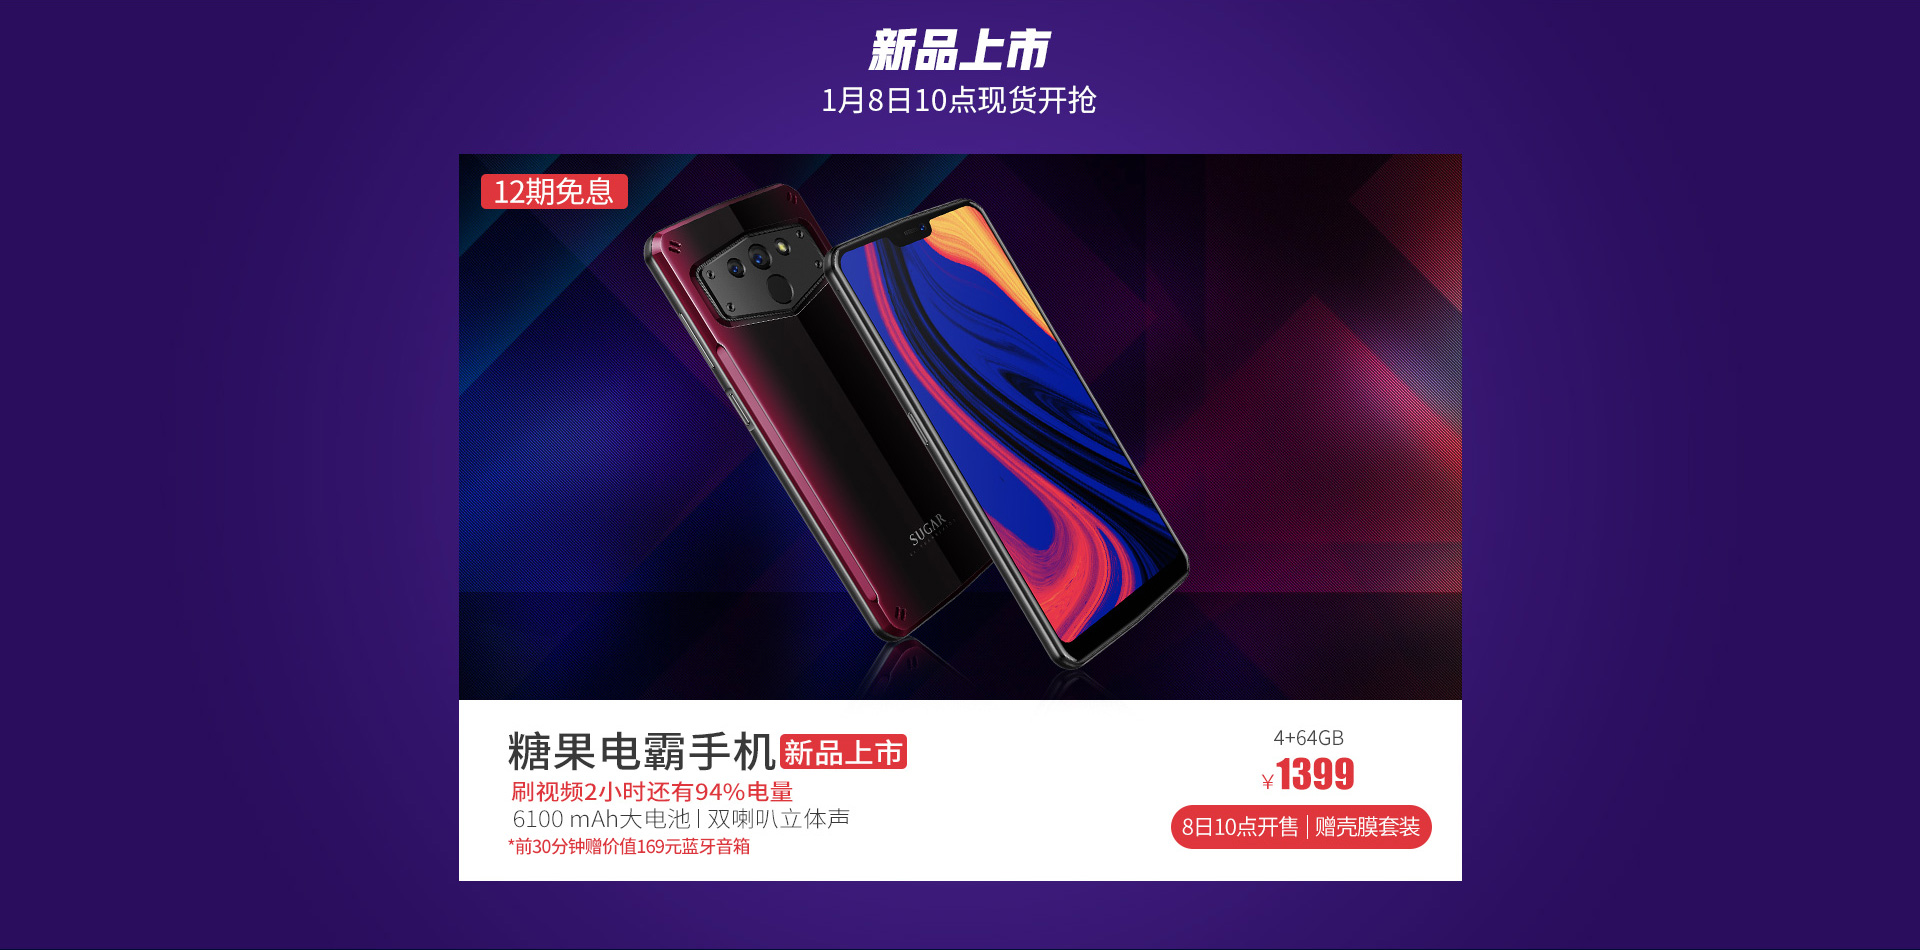 新品上市
1月8日10点现货开抢
12期免息
SUGAR
糖果电霸手机 新品上市
刷视频2小时还有94%电量
6100 mAh大电池 | 双喇叭立体声
*前30分钟赠价值169元蓝牙音箱
4+64GB
¥1399
8日10点开售 | 赠壳膜套装